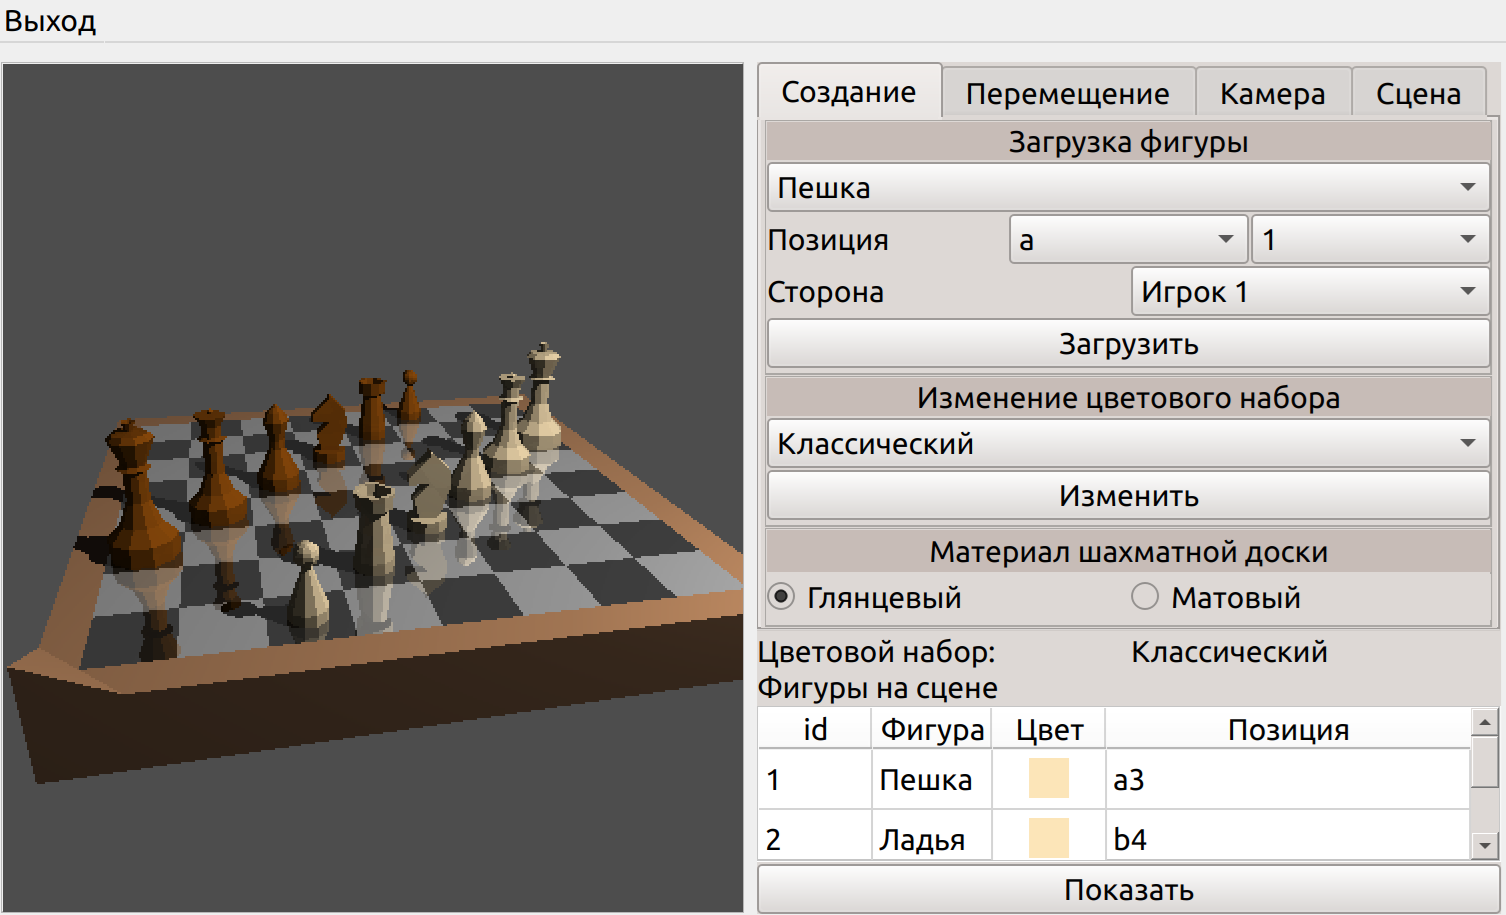 Выход
Создание Перемещение Камера Сцена
Загрузка фигуры
Пешка
Позиция a 1
Сторона Игрок 1
Загрузить
Изменение цветового набора
Классический
Изменить
Материал шахматной доски
Глянцевый Матовый
Цветовой набор: Классический
Фигуры на сцене
id Фигура Цвет Позиция
1 Пешка a3
2 Ладья b4
Показать